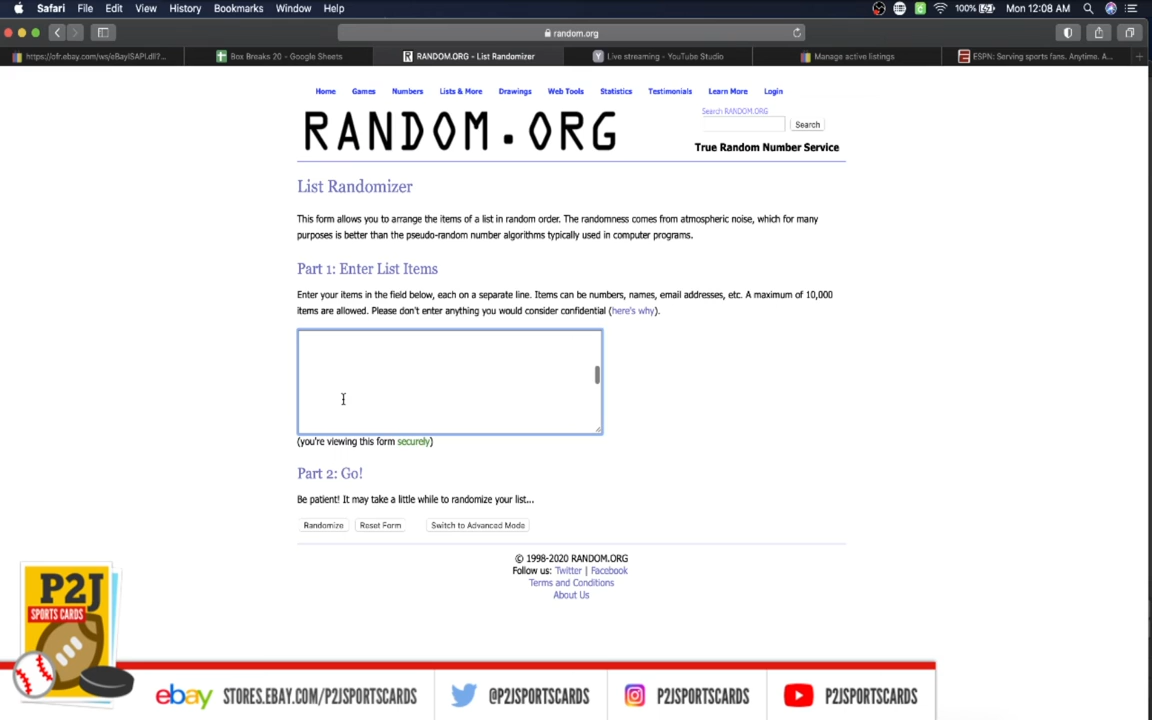 Safari File Edit View History Bookmarks Window Help 100% Mon 12:08 AM
random.org
https://ofr.ebay.com/ws/eBayISAPI.dll?... Box Breaks 20 - Google Sheets RANDOM.ORG - List Randomizer Live streaming - YouTube Studio Manage active listings ESPN: Serving sports fans. Anytime. A...
Home Games Numbers Lists & More Drawings Web Tools Statistics Testimonials Learn More Login
RANDOM.ORG
Search RANDOM.ORG
Search
True Random Number Service
List Randomizer
This form allows you to arrange the items of a list in random order. The randomness comes from atmospheric noise, which for many
purposes is better than the pseudo-random number algorithms typically used in computer programs.
Part 1: Enter List Items
Enter your items in the field below, each on a separate line. Items can be numbers, names, email addresses, etc. A maximum of 10,000
items are allowed. Please don't enter anything you would consider confidential (here's why).
(you're viewing this form securely)
Part 2: Go!
Be patient! It may take a little while to randomize your list...
Randomize Reset Form Switch to Advanced Mode
© 1998-2020 RANDOM.ORG
Follow us: Twitter | Facebook
Terms and Conditions
About Us
P2J
SPORTS CARDS
ebay STORES.EBAY.COM/P2JSPORTSCARDS @P2JSPORTSCARDS P2JSPORTSCARDS P2JSPORTSCARDS